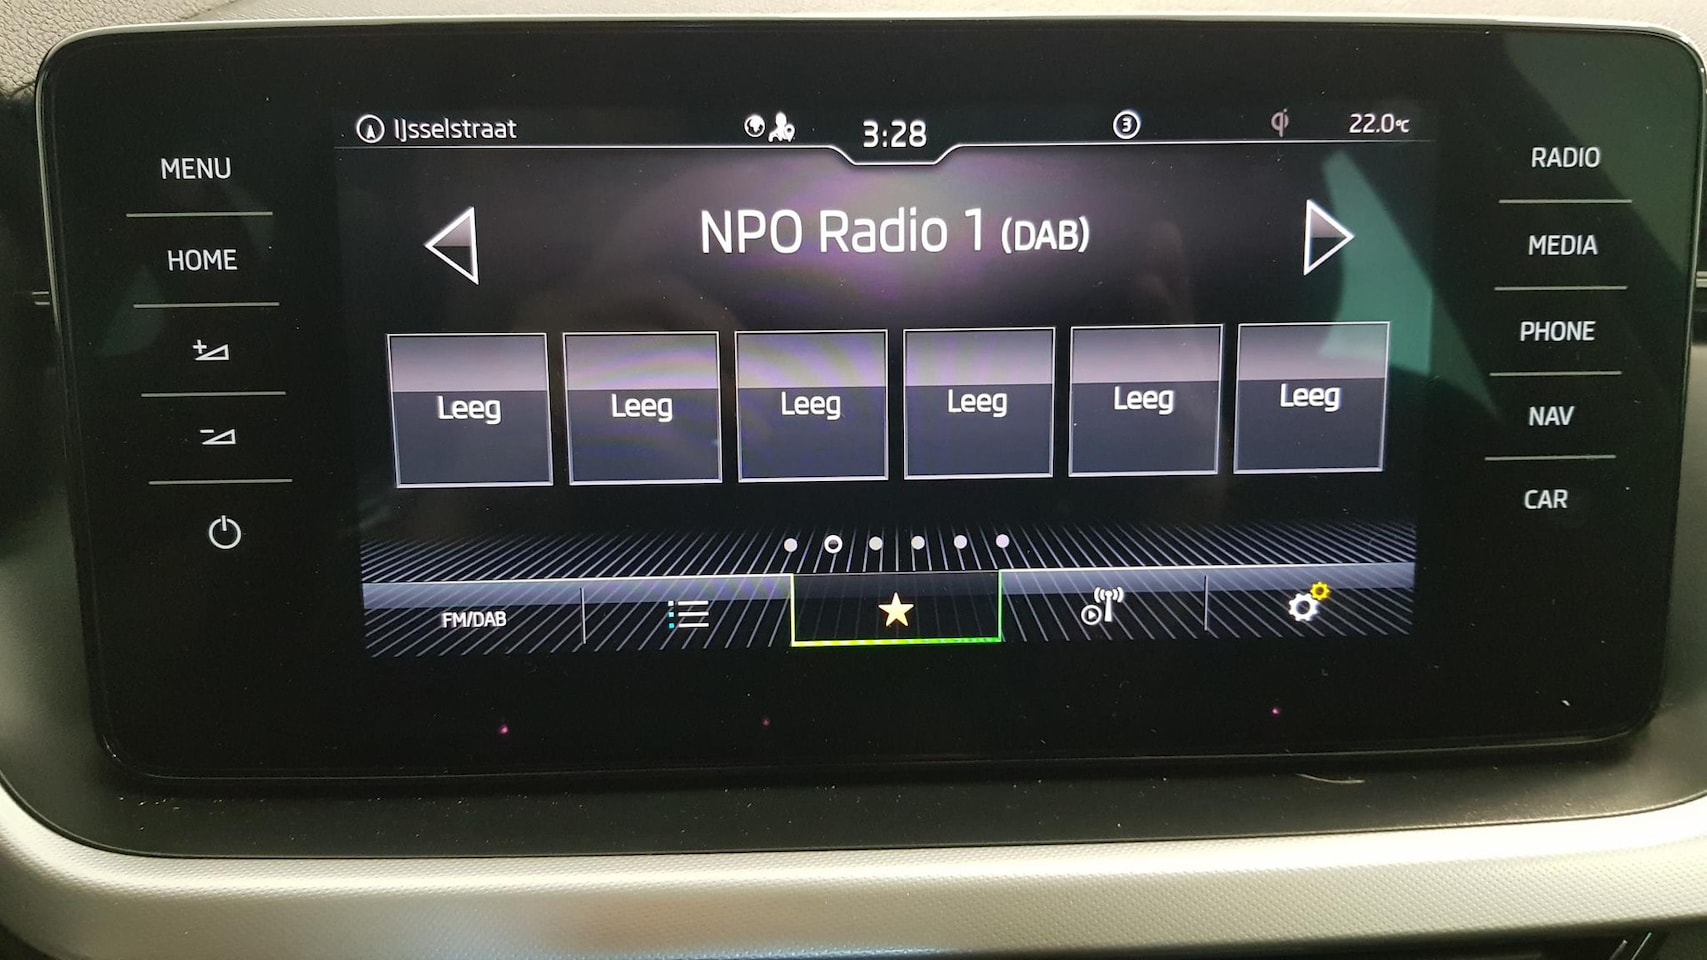 IJsselstraat
3:28
3
22.0°C
MENU
HOME
RADIO
MEDIA
PHONE
NAV
CAR
NPO Radio 1 (DAB)
Leeg
Leeg
Leeg
Leeg
Leeg
Leeg
FM/DAB